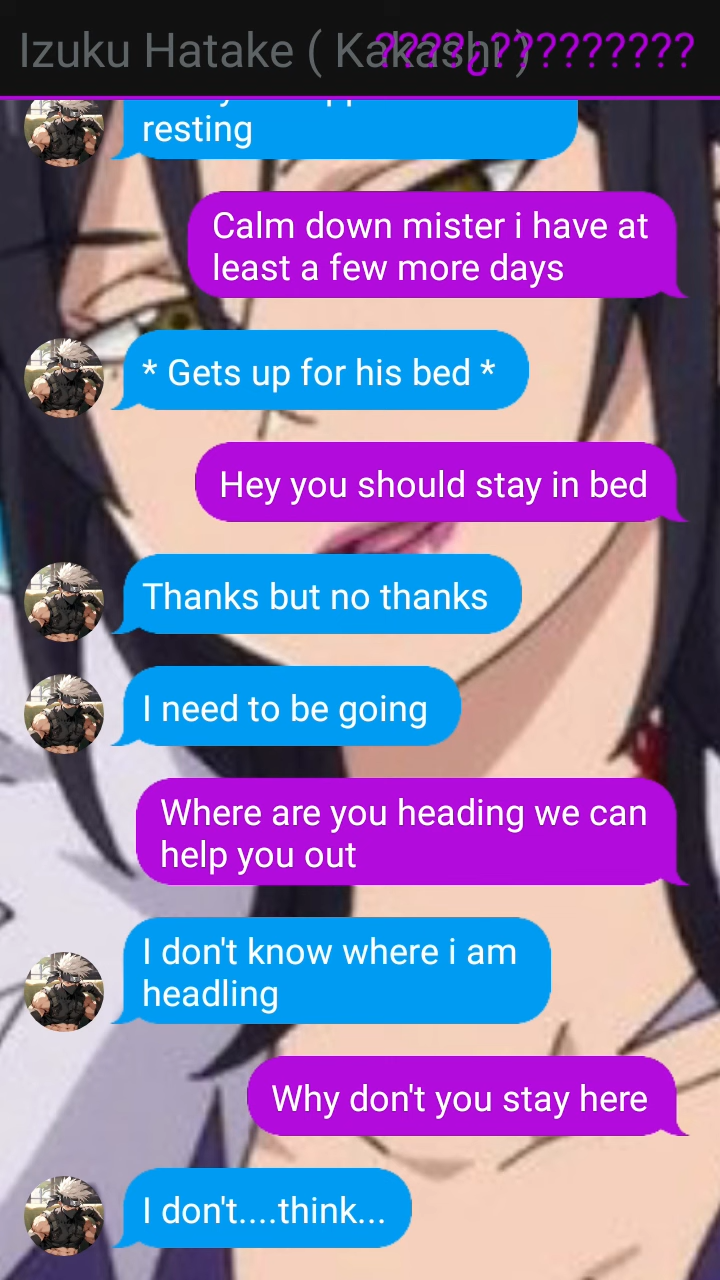 Izuku Hatake ( Kakashi ) ????¿?????????
resting
Calm down mister i have at
least a few more days
* Gets up for his bed *
Hey you should stay in bed
Thanks but no thanks
I need to be going
Where are you heading we can
help you out
I don't know where i am
headling
Why don't you stay here
I don't....think...